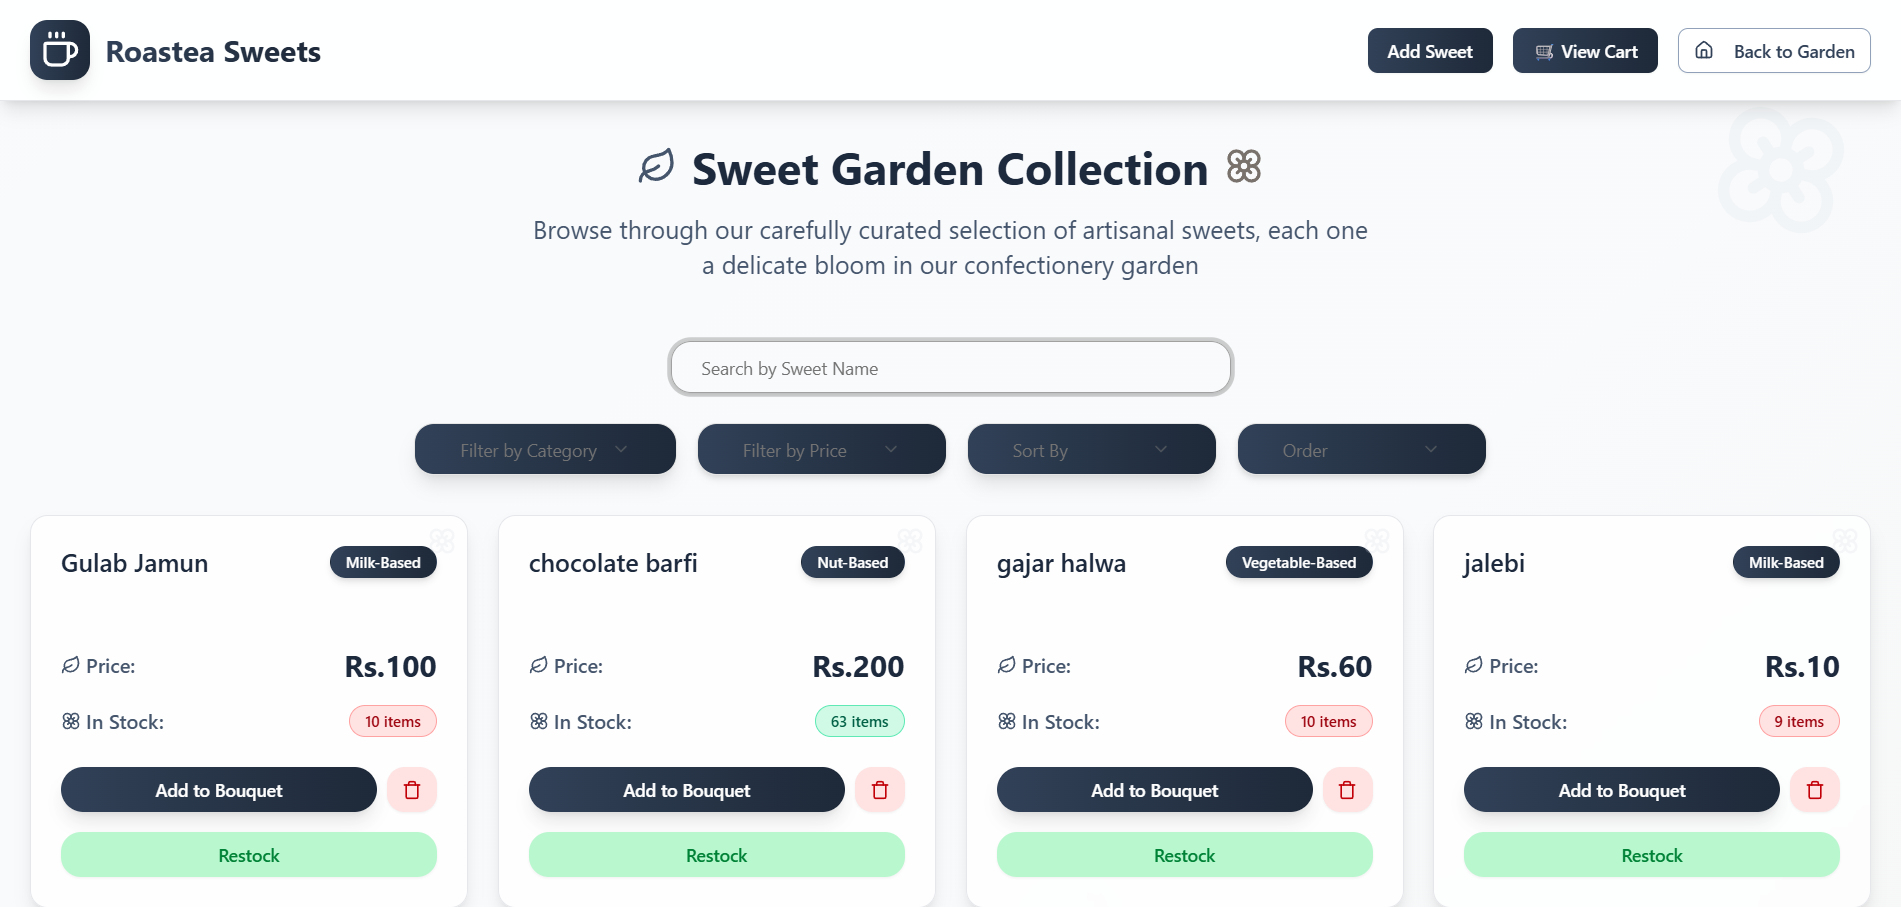 Roastea Sweets
Add Sweet
🛒 View Cart
Back to Garden
Sweet Garden Collection
Browse through our carefully curated selection of artisanal sweets, each one
a delicate bloom in our confectionery garden
Search by Sweet Name
Filter by Category
Filter by Price
Sort By
Order
Gulab Jamun
Milk-Based
Price:
Rs.100
In Stock:
10 items
Add to Bouquet
Restock
chocolate barfi
Nut-Based
Price:
Rs.200
In Stock:
63 items
Add to Bouquet
Restock
gajar halwa
Vegetable-Based
Price:
Rs.60
In Stock:
10 items
Add to Bouquet
Restock
jalebi
Milk-Based
Price:
Rs.10
In Stock:
9 items
Add to Bouquet
Restock